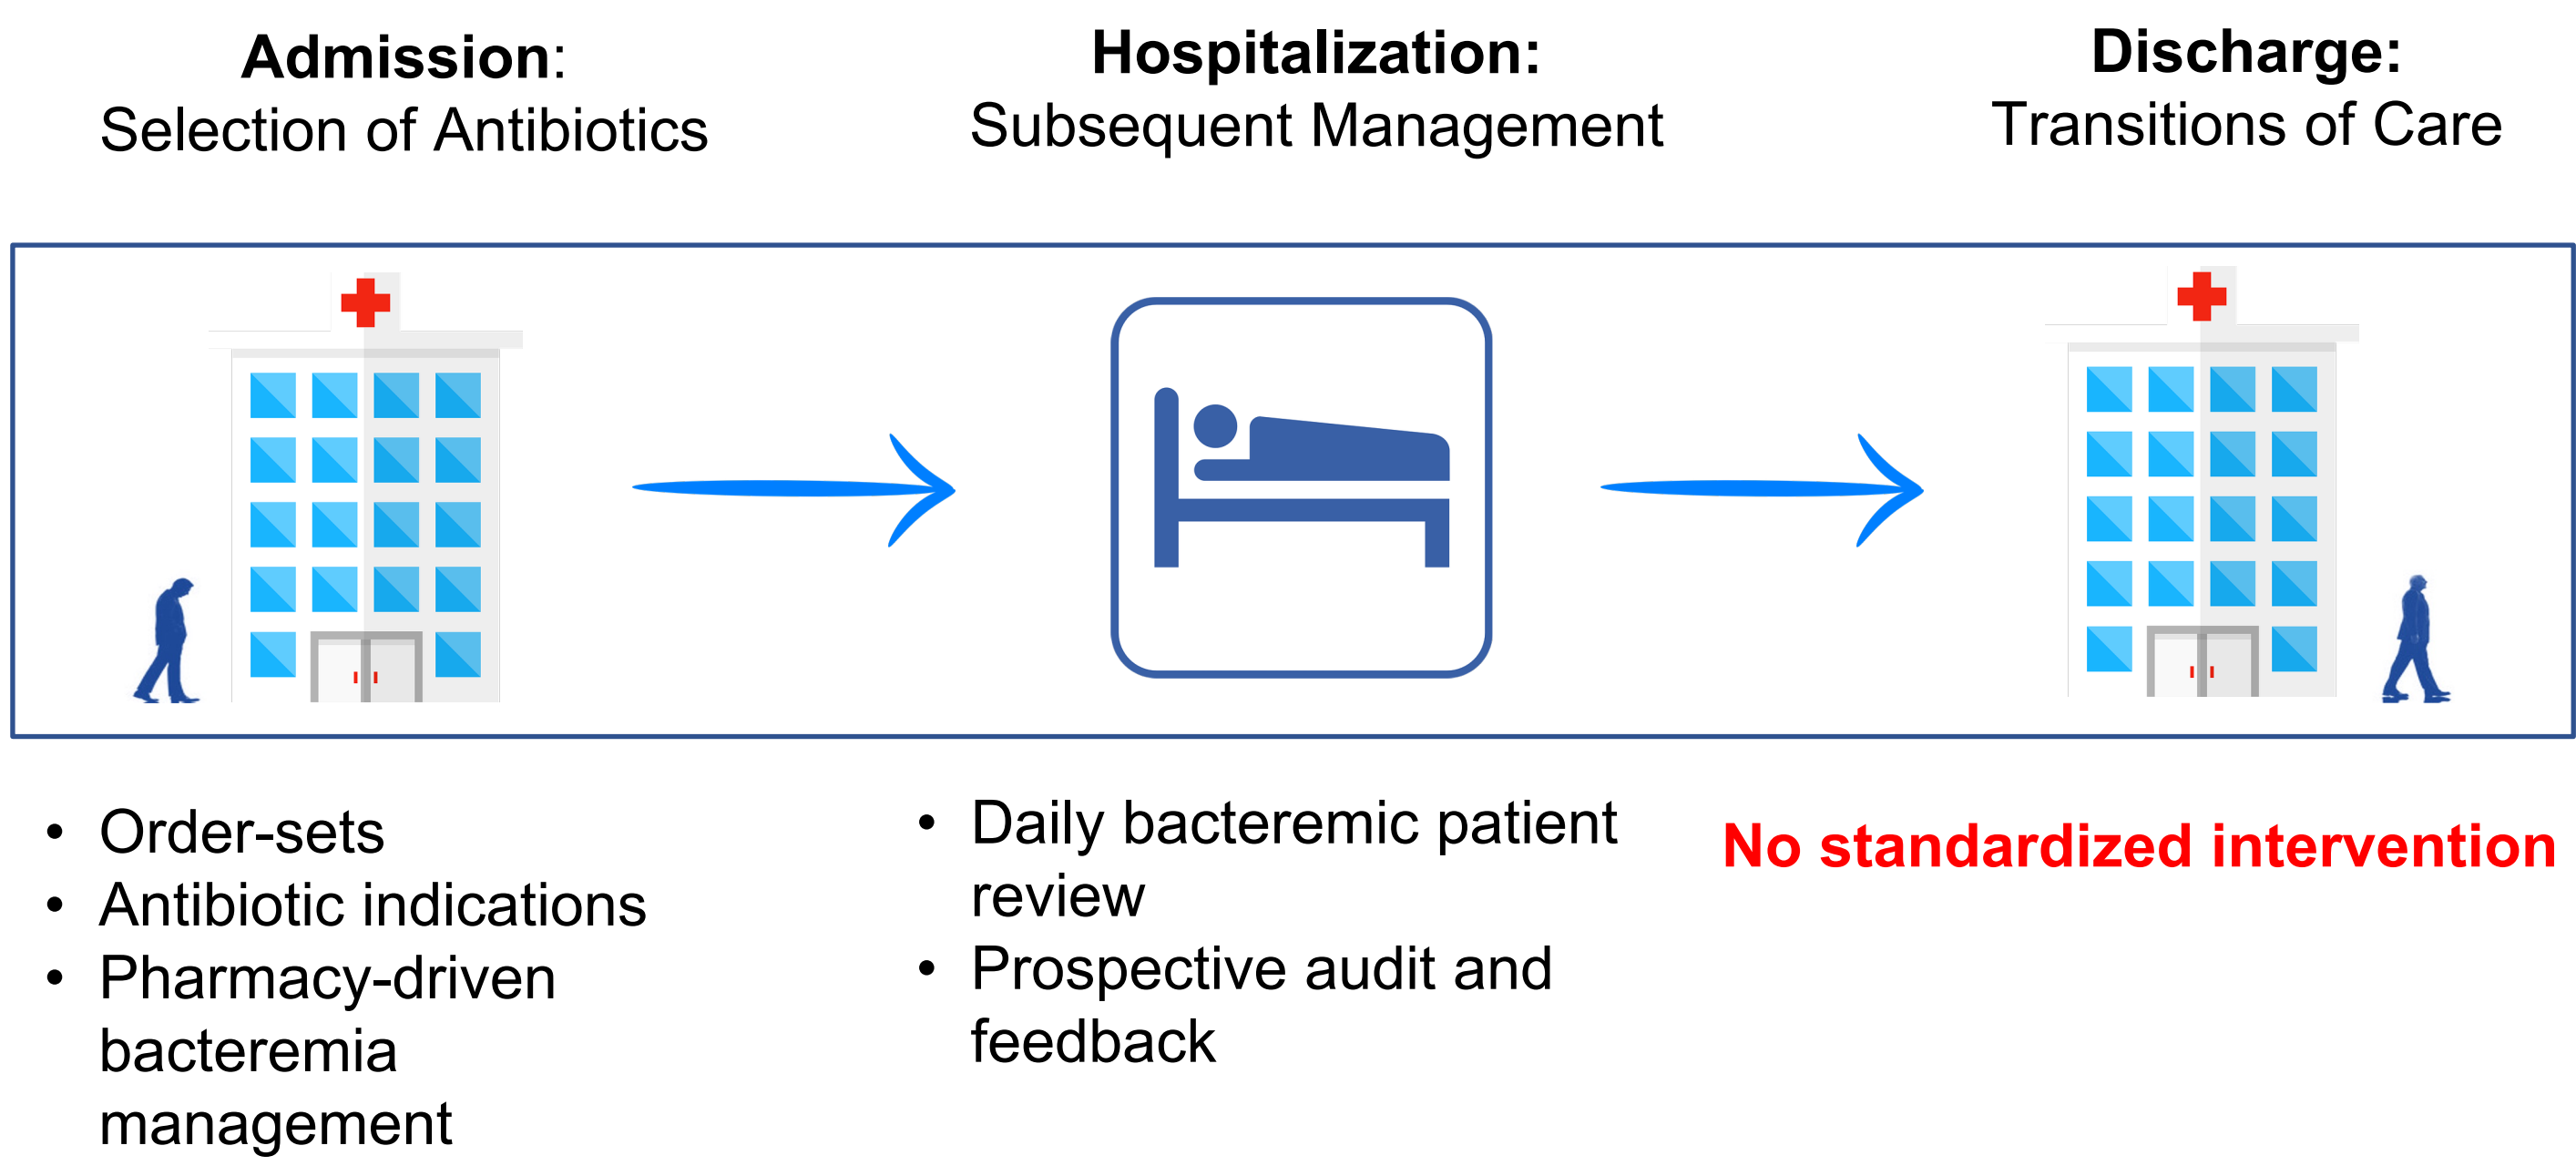 Admission:
Selection of Antibiotics
Hospitalization:
Subsequent Management
Discharge:
Transitions of Care
• Order-sets
• Antibiotic indications
• Pharmacy-driven
bacteremia
management
• Daily bacteremic patient
review
• Prospective audit and
feedback
No standardized intervention